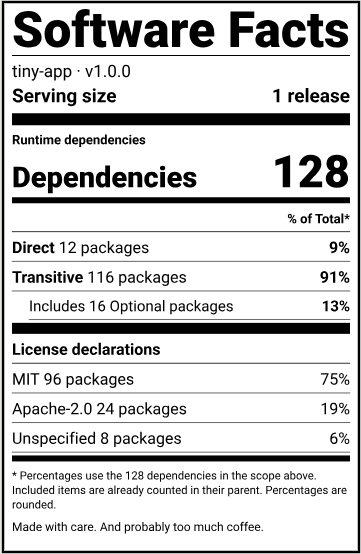 Software Facts
tiny-app · v1.0.0
Serving size 1 release
Runtime dependencies
Dependencies 128
% of Total*
Direct 12 packages 9%
Transitive 116 packages 91%
Includes 16 Optional packages 13%
License declarations
MIT 96 packages 75%
Apache-2.0 24 packages 19%
Unspecified 8 packages 6%
* Percentages use the 128 dependencies in the scope above.
Included items are already counted in their parent. Percentages are
rounded.
Made with care. And probably too much coffee.